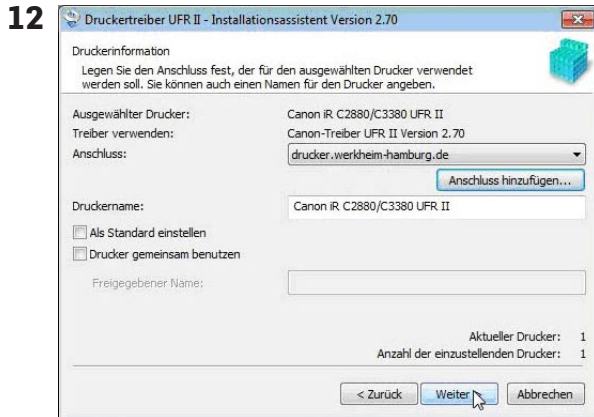 12
Druckertreiber UFR II - Installationsassistent Version 2.70
Druckerinformation
Legen Sie den Anschluss fest, der für den ausgewählten Drucker verwendet
werden soll. Sie können auch einen Namen für den Drucker angeben.
Ausgewählter Drucker: Canon iR C2880/C3380 UFR II
Treiber verwenden: Canon-Treiber UFR II Version 2.70
Anschluss: drucker.werkheim-hamburg.de
Anschluss hinzufügen...
Druckername: Canon iR C2880/C3380 UFR II
Als Standard einstellen
Drucker gemeinsam benutzen
Freigegebener Name:
Aktueller Drucker: 1
Anzahl der einzustellenden Drucker: 1
< Zurück Weiter > Abbrechen